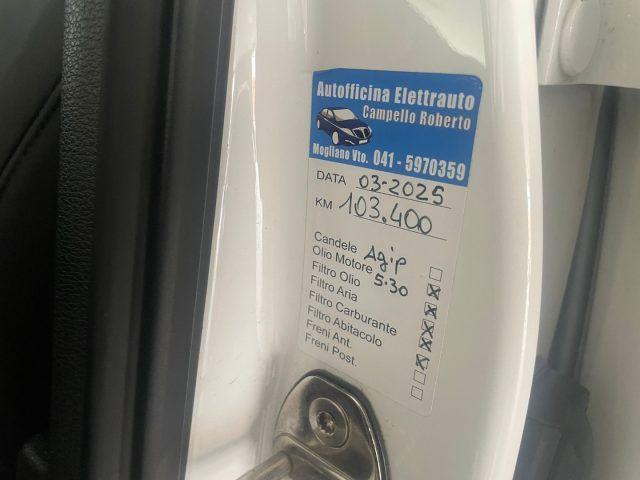 Autofficina Elettrauto
Campello Roberto
Mogliano Vto. 041 - 5970359
DATA 03-2025
KM 103.400
Candele
Olio Motore Agip
Filtro Olio 5.30
Filtro Aria
Filtro Carburante
Filtro Abitacolo
Freni Ant.
Freni Post.